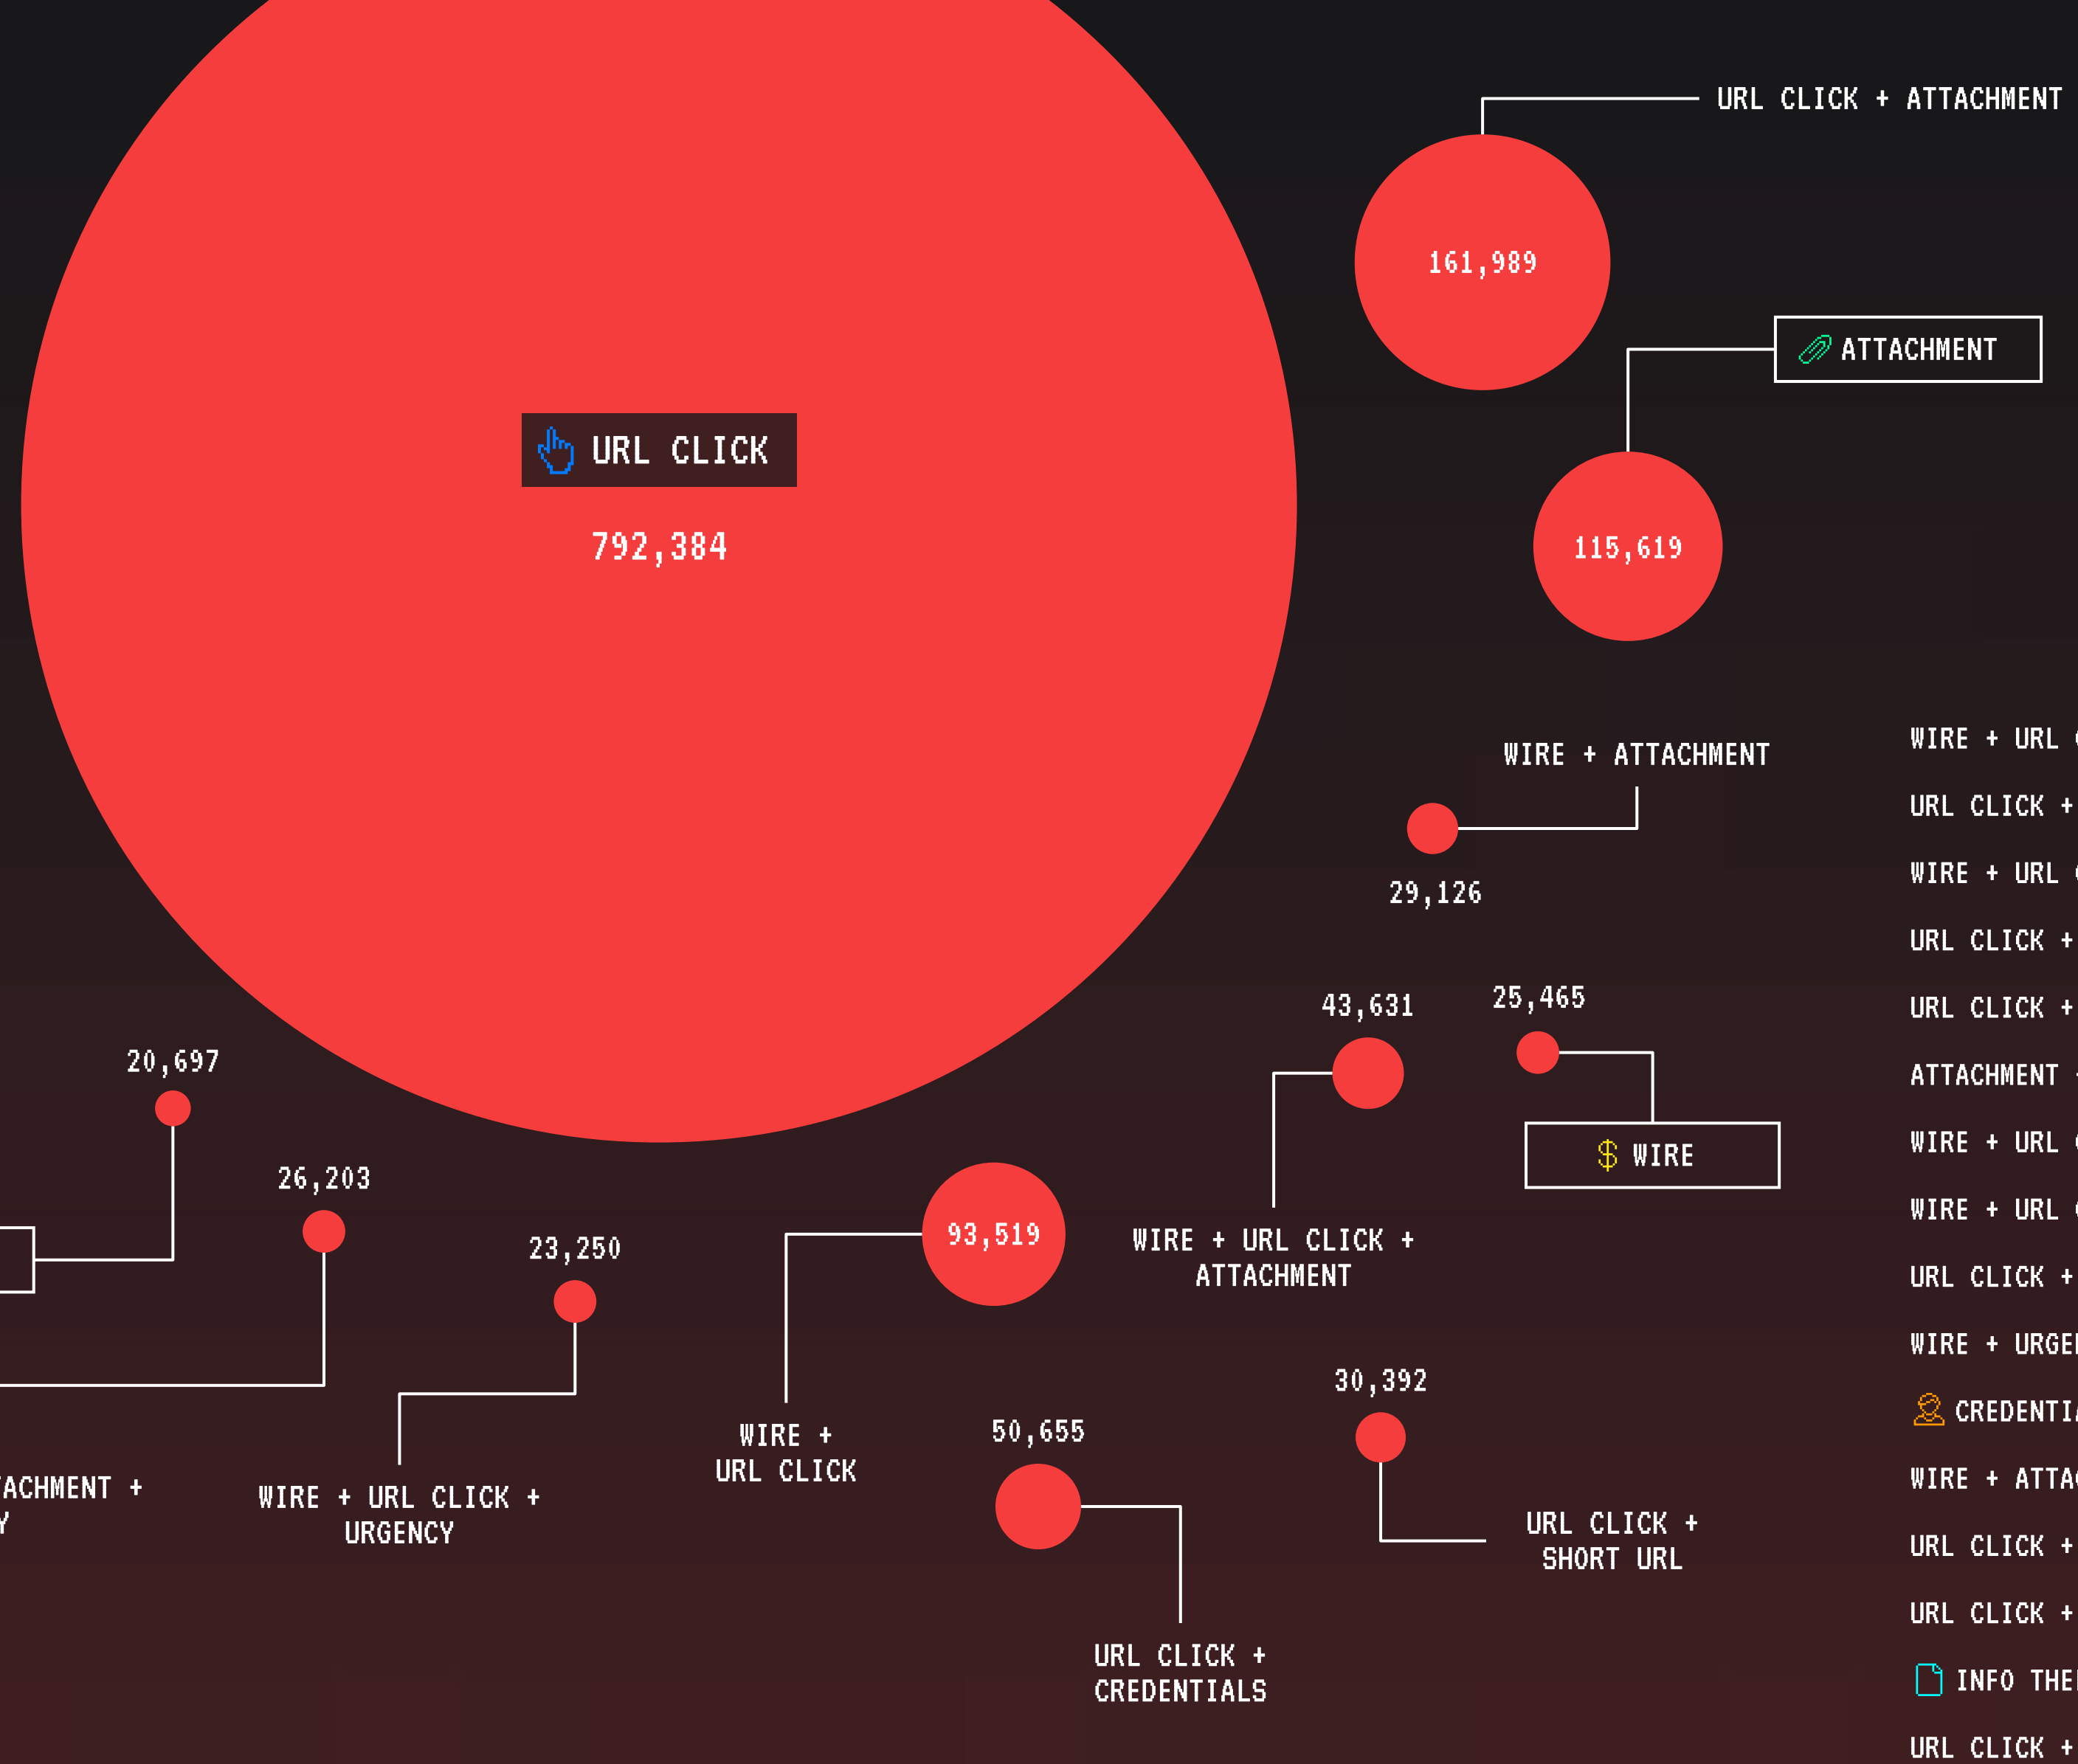 URL CLICK + ATTACHMENT
161,989
ATTACHMENT
115,619
URL CLICK
792,384
WIRE + ATTACHMENT
29,126
43,631
25,465
WIRE
WIRE + URL CLICK +
ATTACHMENT
20,697
26,203
23,250
93,519
WIRE +
URL CLICK
WIRE + URL CLICK +
URGENCY
+
50,655
URL CLICK +
CREDENTIALS
30,392
URL CLICK +
SHORT URL
WIRE + URL
URL CLICK +
WIRE + URL
URL CLICK +
URL CLICK +
ATTACHMENT
WIRE + URL
WIRE + URL
URL CLICK +
WIRE +
WIRE +
URL CLICK +
URL CLICK +
INFO
URL CLICK +